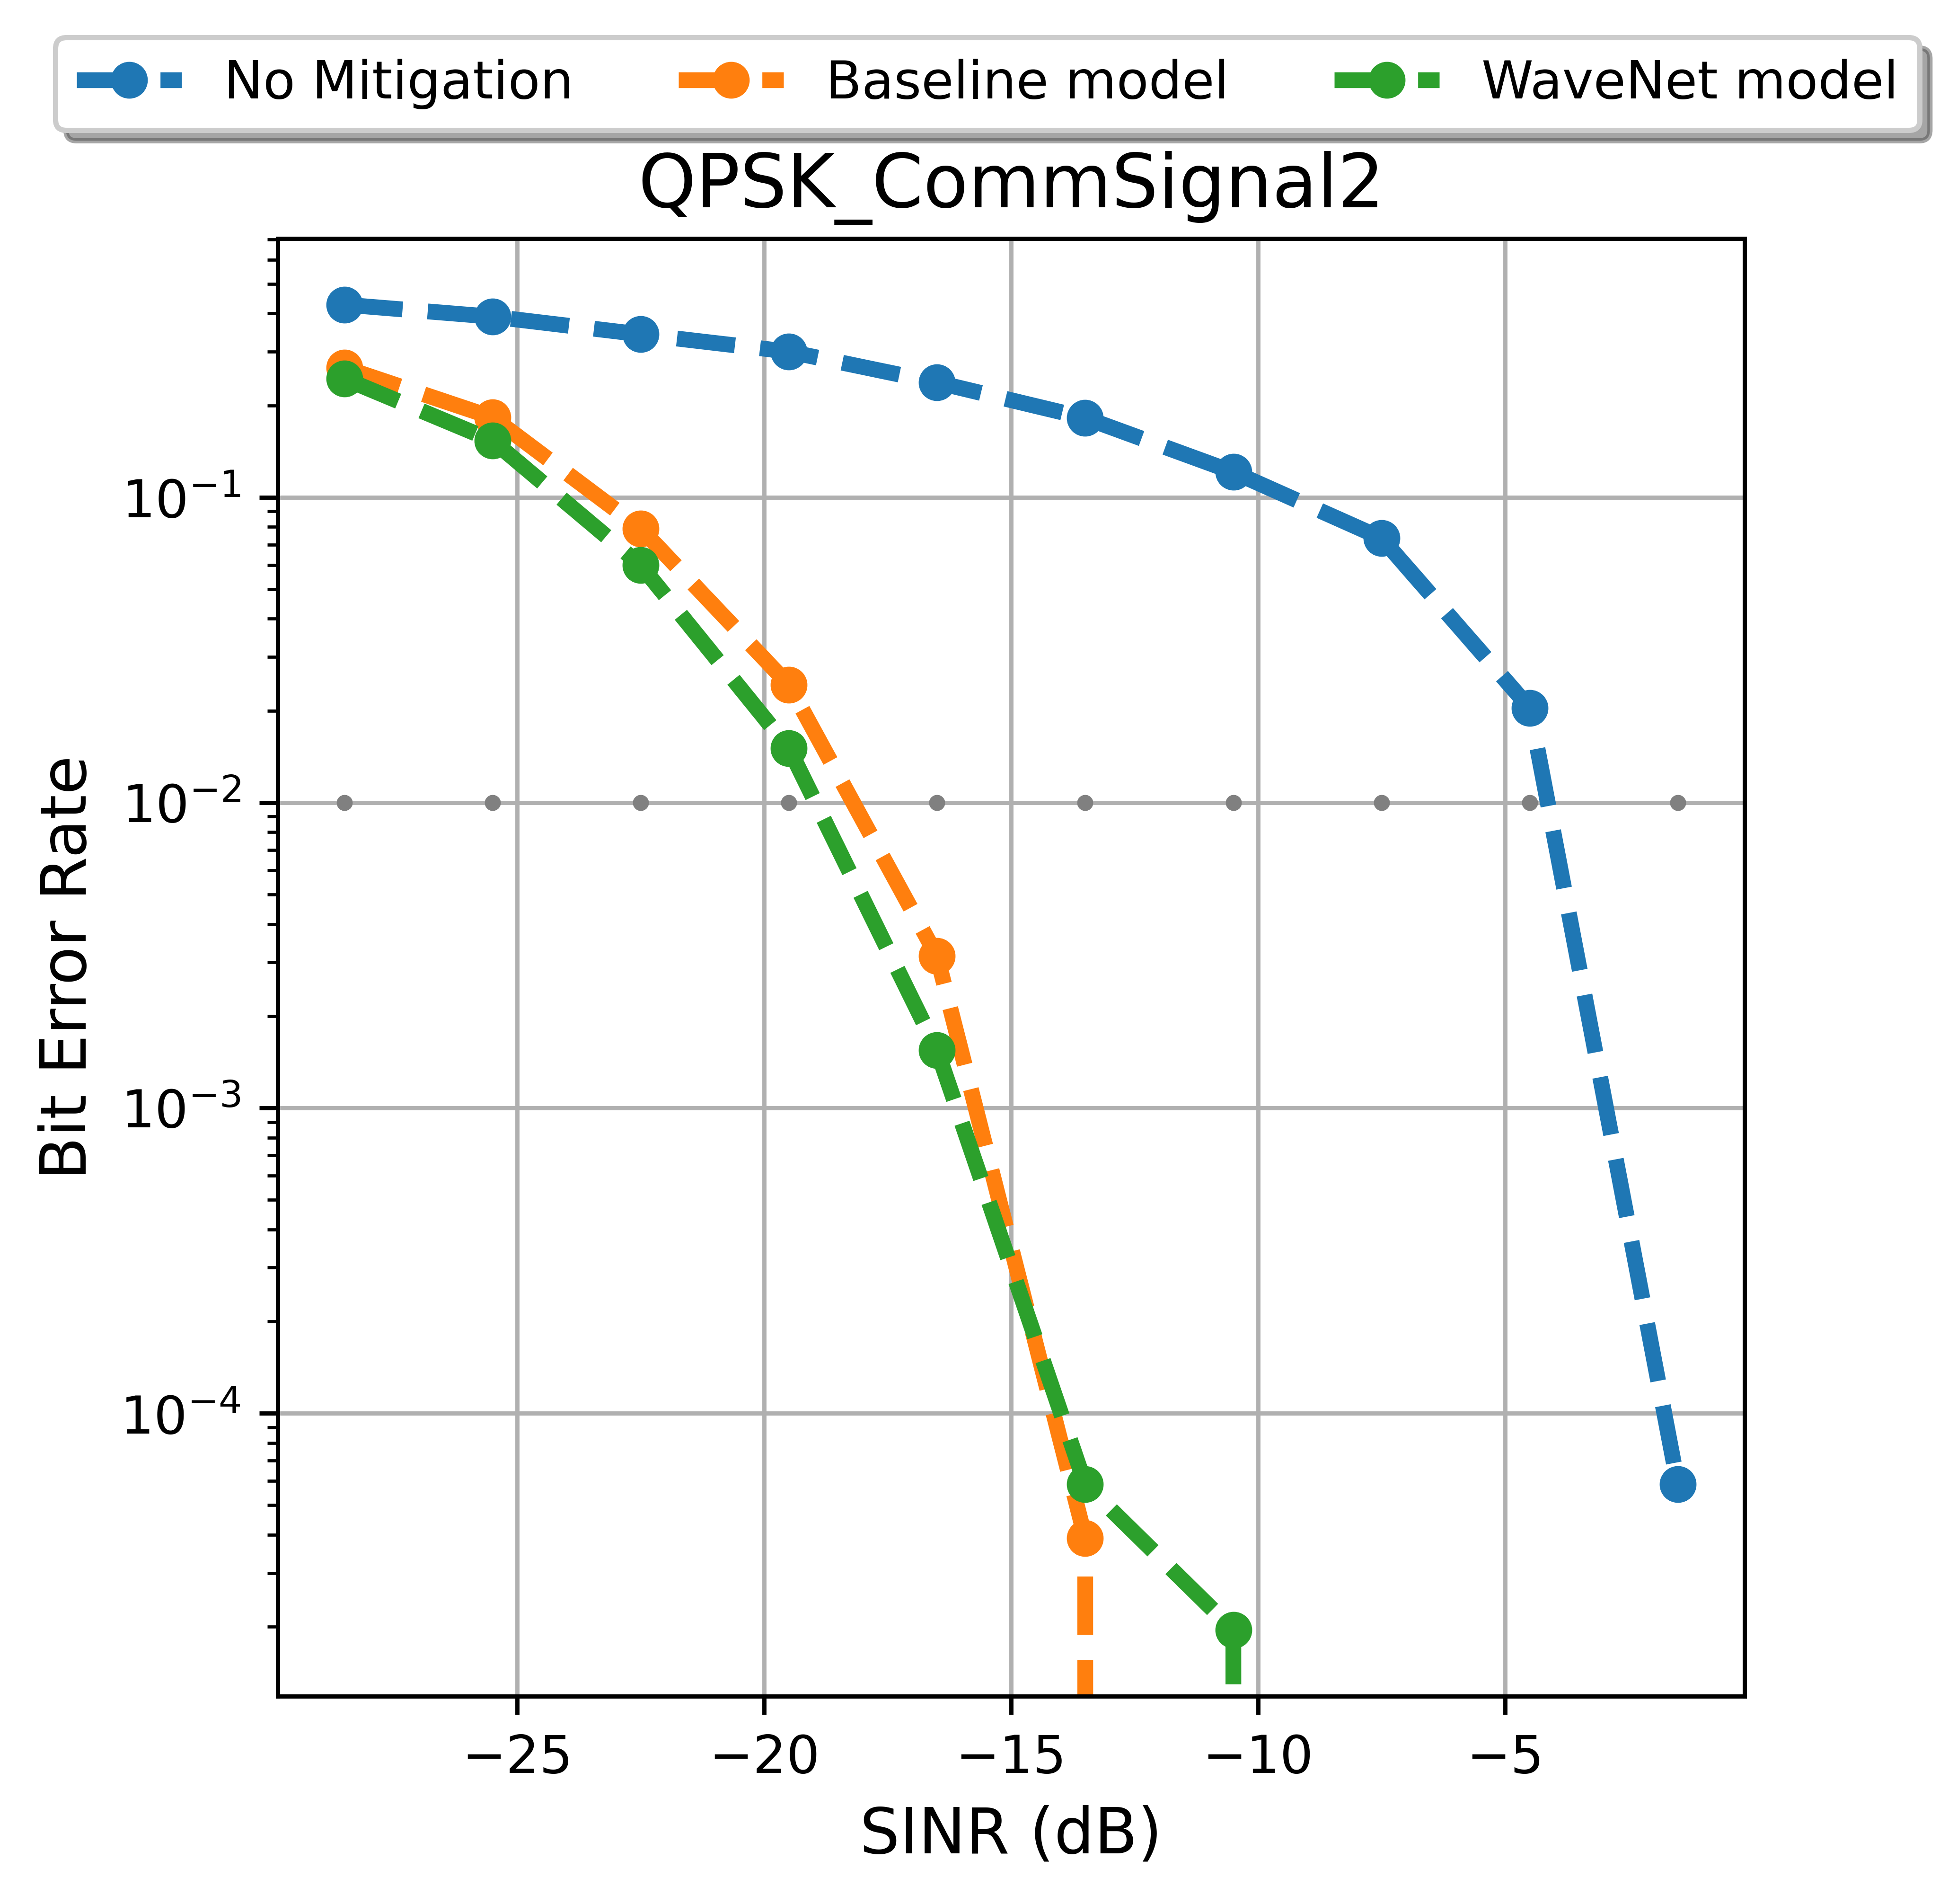 No Mitigation Baseline model WaveNet model
QPSK_CommSignal2
10⁻¹
10⁻²
10⁻³
10⁻⁴
Bit Error Rate
−25 −20 −15 −10 −5
SINR (dB)